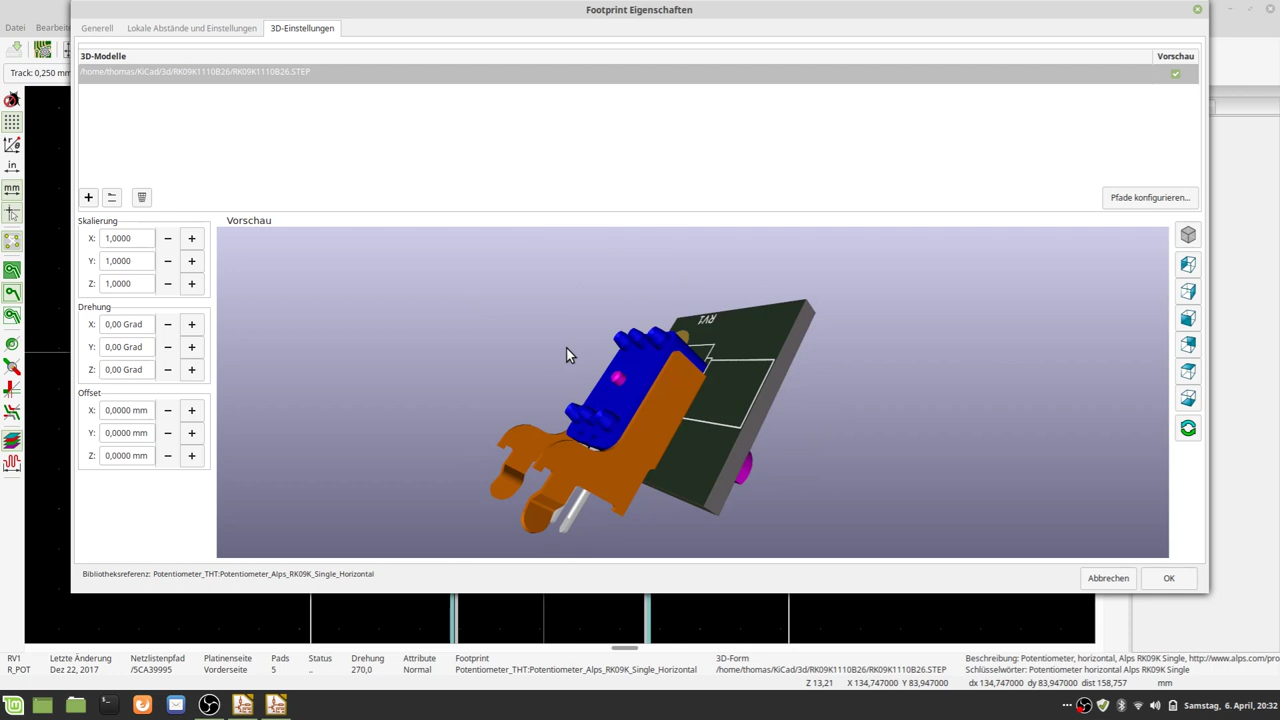 Footprint Eigenschaften
Datei Bearbeite
Generell Lokale Abstände und Einstellungen 3D-Einstellungen
3D-Modelle Vorschau
Track: 0,250 mm
/home/thomas/KiCad/3d/RK09K1110B26/RK09K1110B26.STEP
in
mm
Pfade konfigurieren...
Skalierung
Vorschau
X: 1,0000
Y: 1,0000
Z: 1,0000
Drehung
X: 0,00 Grad
Y: 0,00 Grad
Z: 0,00 Grad
Offset
X: 0,0000 mm
Y: 0,0000 mm
Z: 0,0000 mm
RV1
Bibliotheksreferenz: Potentiometer_THT:Potentiometer_Alps_RK09K_Single_Horizontal
Abbrechen OK
RV1 Letzte Änderung Netzlistenpfad Platinenseite Pads Status Drehung Attribute Footprint 3D-Form Beschreibung: Potentiometer, horizontal, Alps RK09K Single, http://www.alps.com/pro
R_POT Dez 22, 2017 /5CA39995 Vorderseite 5 .. 270,0 Normal Potentiometer_THT:Potentiometer_Alps_RK09K_Single_Horizontal /home/thomas/KiCad/3d/RK09K1110B26/RK09K1110B26.STEP Schlüsselwörter: Potentiometer horizontal Alps RK09K Single
Z 13,21 X 134,747000 Y 83,947000 dx 134,747000 dy 83,947000 dist 158,757 mm
Samstag, 6. April, 20:32